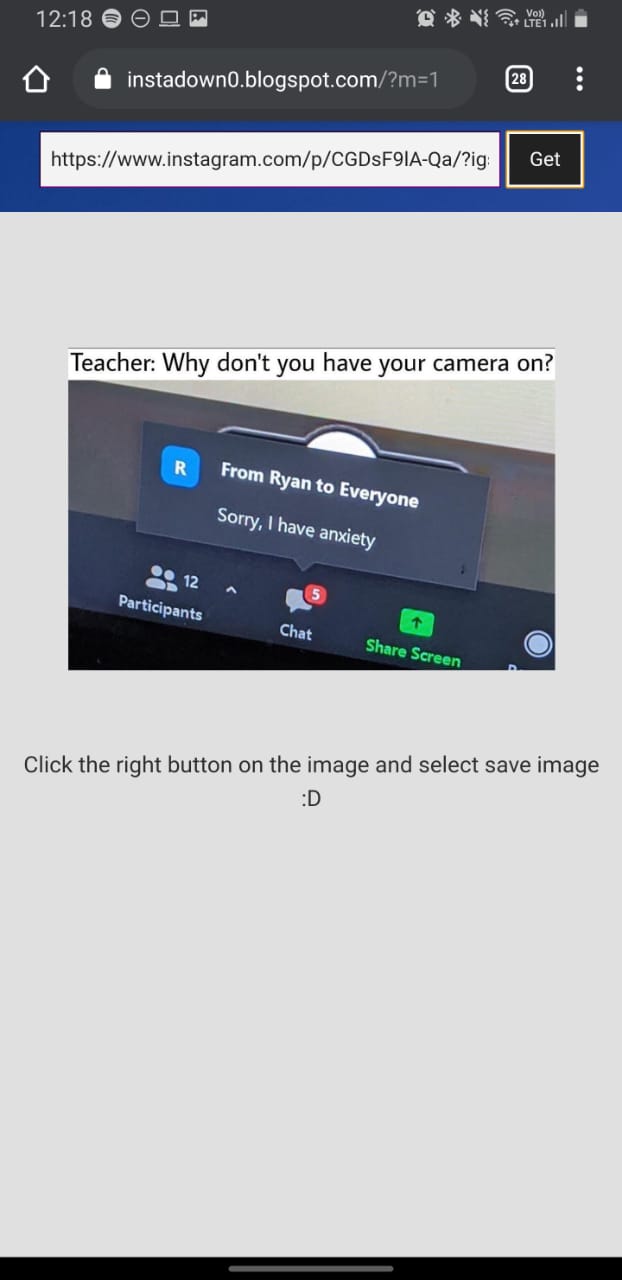 12:18
Vo))
LTE1
instadown0.blogspot.com/?m=1
28
https://www.instagram.com/p/CGDsF9lA-Qa/?ig
Get
Teacher: Why don't you have your camera on?
R
From Ryan to Everyone
Sorry, I have anxiety
12
Participants
5
Chat
Share Screen
Click the right button on the image and select save image
:D